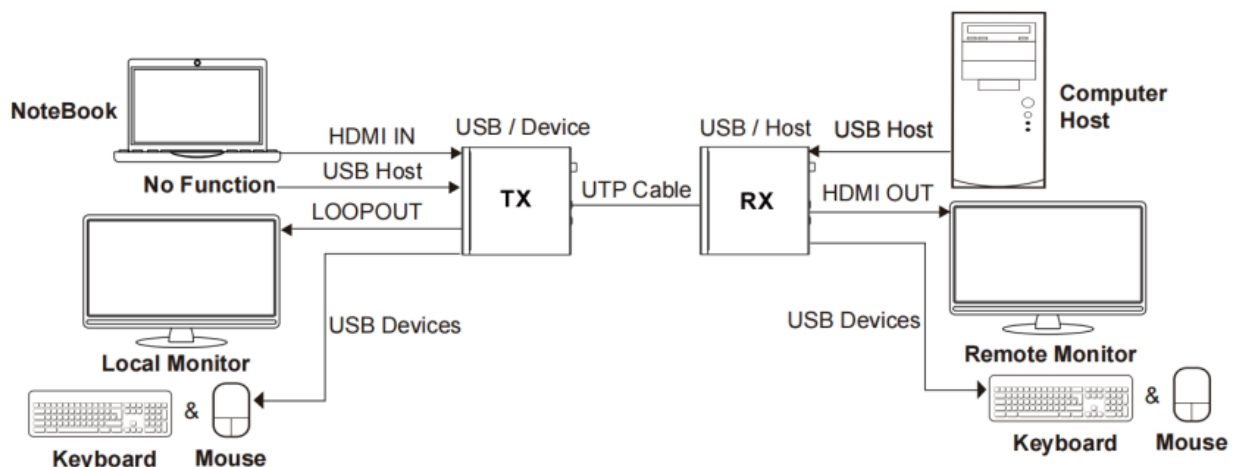 NoteBook
HDMI IN
No Function
USB Host
LOOPOUT
USB / Device
TX
UTP Cable
USB / Host
RX
USB Host
Computer
Host
HDMI OUT
USB Devices
Local Monitor
&
Keyboard
Mouse
USB Devices
Remote Monitor
&
Keyboard
Mouse